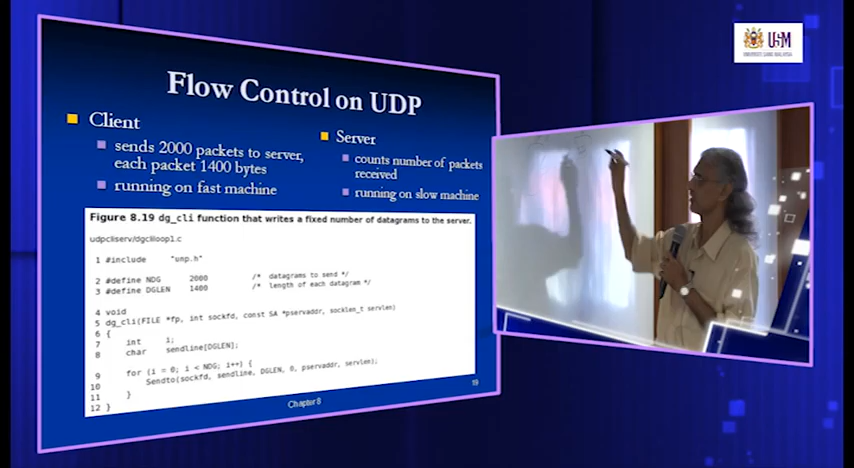 USM
UNIVERSITI SAINS MALAYSIA
Flow Control on UDP
Client
sends 2000 packets to server,
each packet 1400 bytes
running on fast machine
Server
counts number of packets
received
running on slow machine
Figure 8.19 dg_cli function that writes a fixed number of datagrams to the server.
udpcliserv/dgcliloop1.c
1 #include "unp.h"
2 #define NDG 2000 /* datagrams to send */
3 #define DGLEN 1400 /* length of each datagram */
4 void
5 dg_cli(FILE *fp, int sockfd, const SA *pservaddr, socklen_t servlen)
6 {
7 int i;
8 char sendline[DGLEN];
9 for (i = 0; i < NDG; i++) {
10 Sendto(sockfd, sendline, DGLEN, 0, pservaddr, servlen);
11 }
12 }
Chapter 8
19